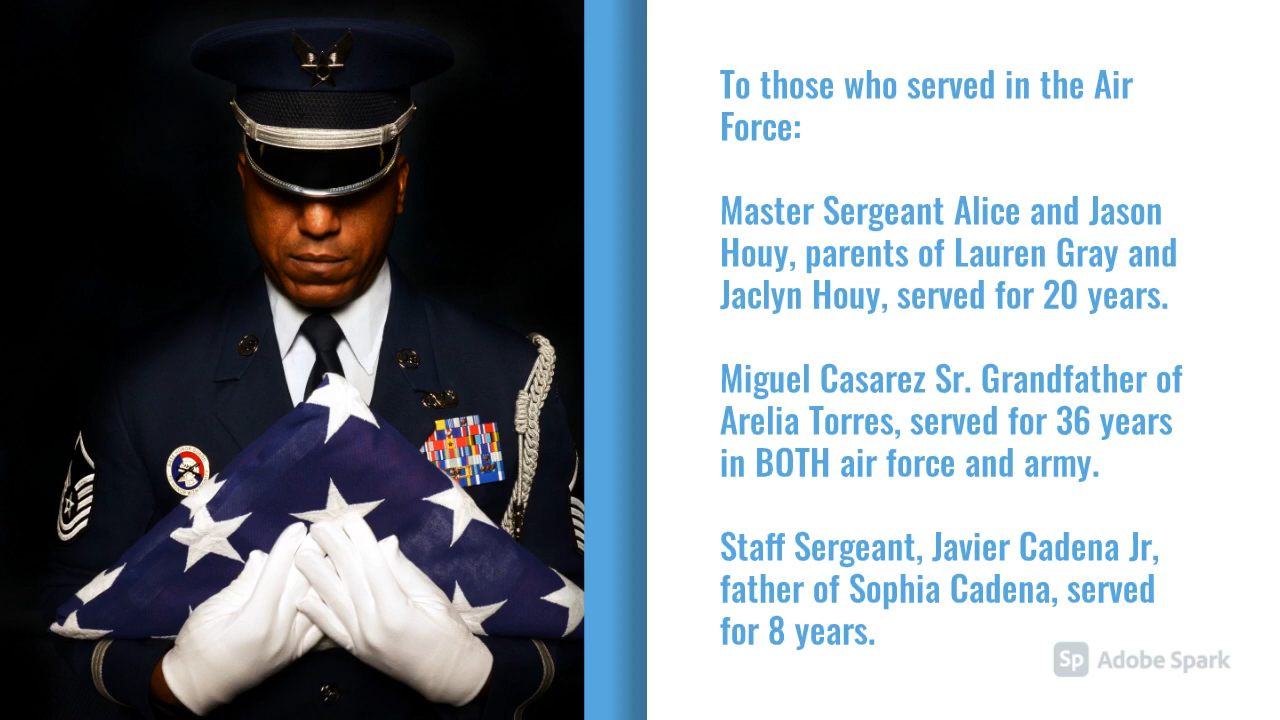 To those who served in the Air
Force:
Master Sergeant Alice and Jason
Houy, parents of Lauren Gray and
Jaclyn Houy, served for 20 years.
Miguel Casarez Sr. Grandfather of
Arelia Torres, served for 36 years
in BOTH air force and army.
Staff Sergeant, Javier Cadena Jr,
father of Sophia Cadena, served
for 8 years.
Sp Adobe Spark